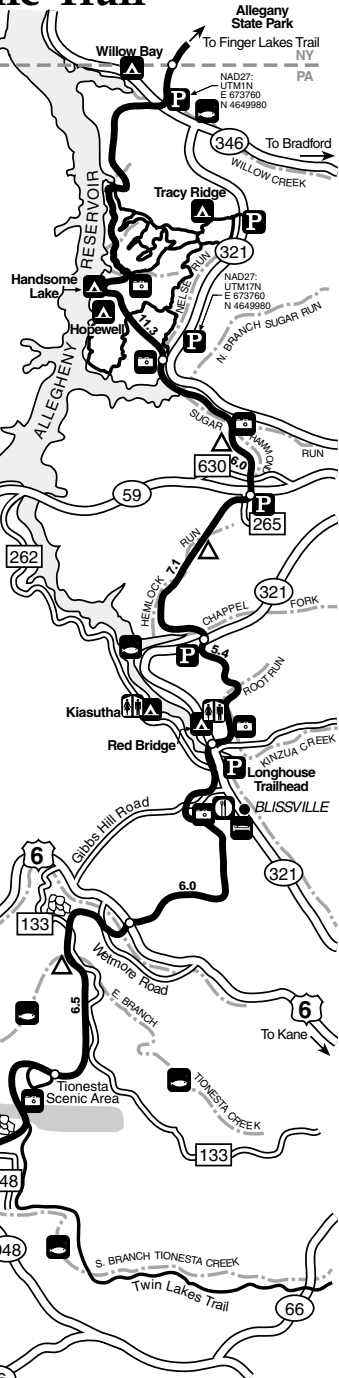 Trail
Allegany
State Park
To Finger Lakes Trail
Willow Bay
NY
PA
NAD27:
UTM1N
E 673760
N 4649980
P
346
To Bradford
WILLOW CREEK
RESERVOIR
Tracy Ridge
P
321
NELSE RUN
Handsome
Lake
NAD27:
UTM17N
E 673760
N 4649980
Hopewell
11.3
P
N. BRANCH SUGAR RUN
ALLEGHENY
SUGAR
RUN
HAMMOND
630
6.0
59
P
265
262
RUN
HEMLOCK
7.1
321
CHAPPEL FORK
5.4
P
ROOT RUN
Kiasutha
Red Bridge
KINZUA CREEK
P
Longhouse
Trailhead
BLISSVILLE
Gibbs Hill Road
6
321
6.0
133
Wetmore Road
6.5
E. BRANCH
6
To Kane
TIONESTA CREEK
Tionesta
Scenic Area
133
48
948
S. BRANCH TIONESTA CREEK
Twin Lakes Trail
66